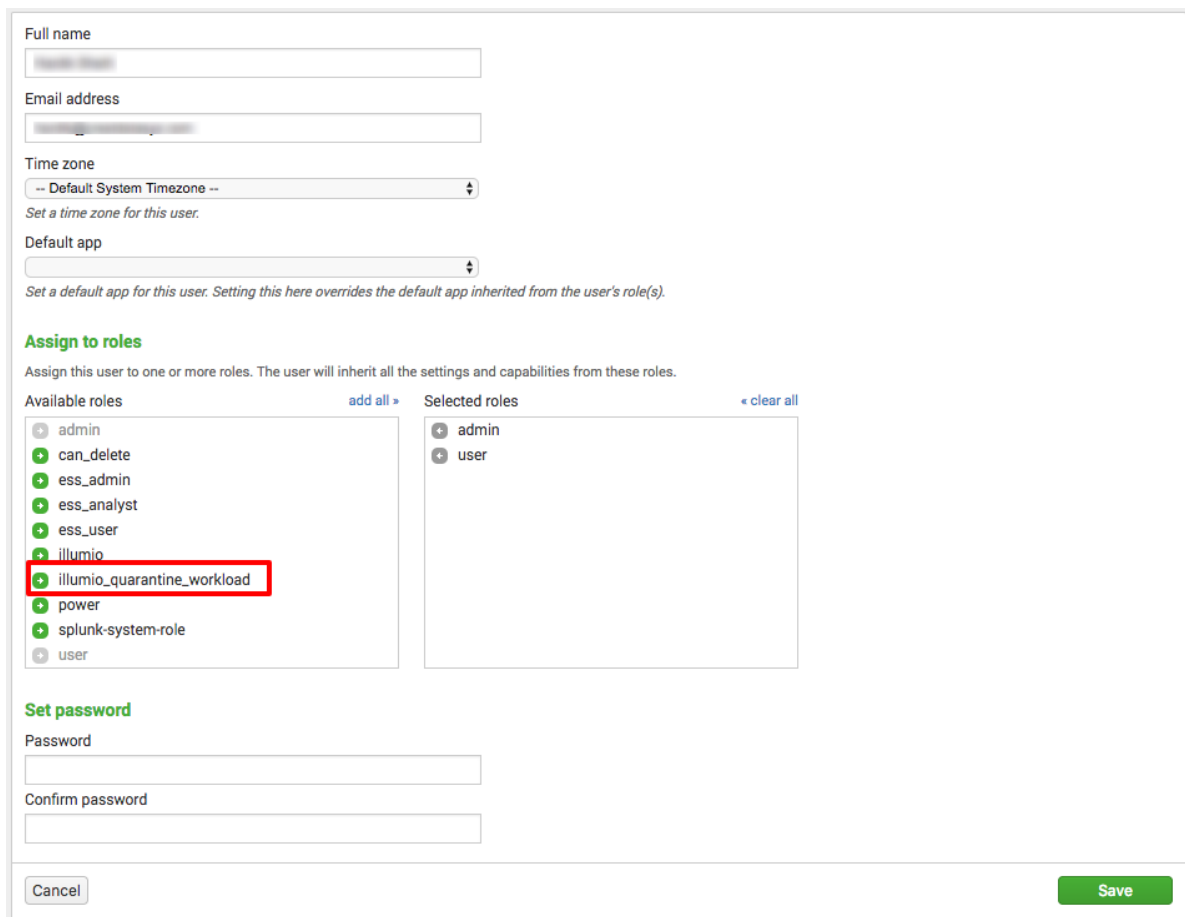 Full name
Email address
Time zone
-- Default System Timezone --
Set a time zone for this user.
Default app
Set a default app for this user. Setting this here overrides the default app inherited from the user's role(s).
Assign to roles
Assign this user to one or more roles. The user will inherit all the settings and capabilities from these roles.
Available roles add all » Selected roles « clear all
admin admin
can_delete user
ess_admin
ess_analyst
ess_user
illumio
illumio_quarantine_workload
power
splunk-system-role
user
Set password
Password
Confirm password
Cancel Save